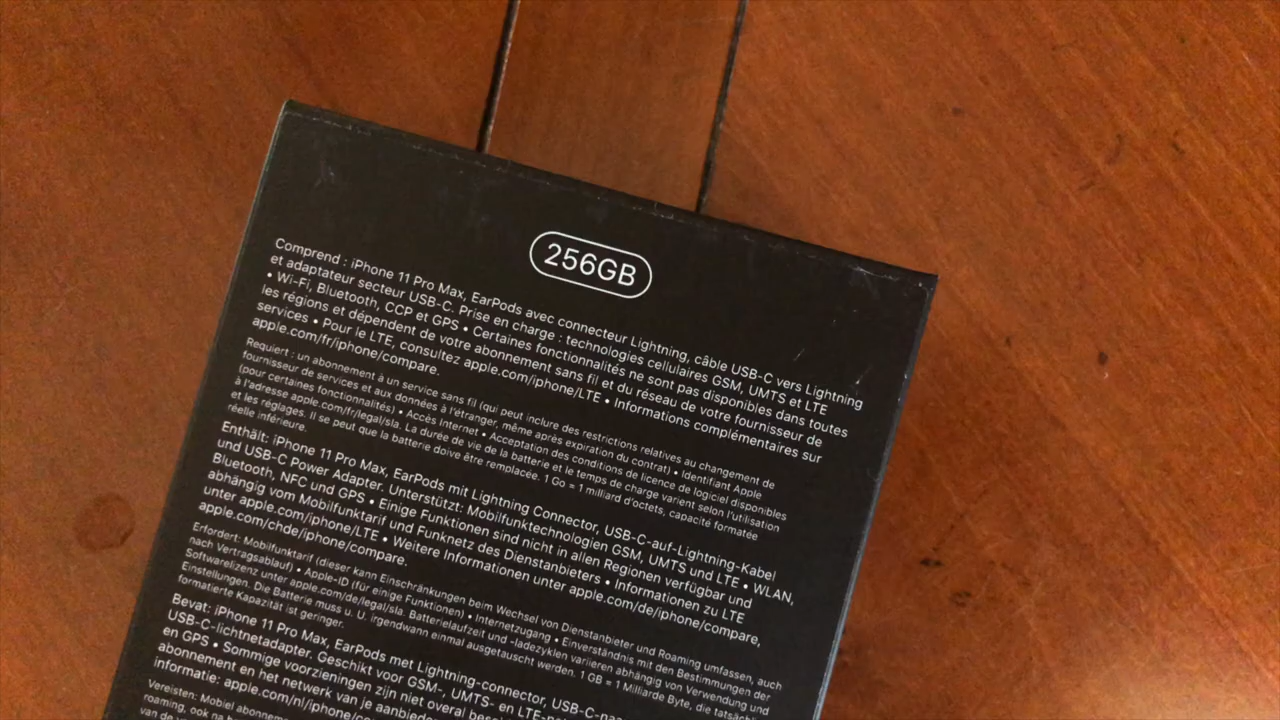 256GB
Comprend : iPhone 11 Pro Max, EarPods avec connecteur Lightning, câble USB-C vers Lightning
et adaptateur secteur USB-C. Prise en charge : technologies cellulaires GSM, UMTS et LTE
• Wi-Fi, Bluetooth, CCP et GPS • Certaines fonctionnalités ne sont pas disponibles dans toutes
les régions et dépendent de votre abonnement sans fil et du réseau de votre fournisseur de
services • Pour le LTE, consultez apple.com/iphone/LTE • Informations complémentaires sur
apple.com/fr/iphone/compare.
Requiert : un abonnement à un service sans fil (qui peut inclure des restrictions relatives au changement de
fournisseur de services et aux données à l’étranger, même après expiration du contrat) • Identifiant Apple
(pour certaines fonctionnalités) • Accès Internet • Acceptation des conditions de licence de logiciel disponibles
à l’adresse apple.com/fr/legal/sla. La durée de vie de la batterie et le temps de charge varient selon l’utilisation
et les réglages. Il se peut que la batterie doive être remplacée. 1 Go = 1 milliard d’octets, capacité formatée
réelle inférieure.
Enthält: iPhone 11 Pro Max, EarPods mit Lightning Connector, USB-C-auf-Lightning-Kabel
und USB-C Power Adapter. Unterstützt: Mobilfunktechnologien GSM, UMTS und LTE • WLAN,
Bluetooth, NFC und GPS • Einige Funktionen sind nicht in allen Regionen verfügbar und
abhängig vom Mobilfunktarif und Funknetz des Dienstanbieters • Informationen zu LTE
unter apple.com/iphone/LTE • Weitere Informationen unter apple.com/de/iphone/compare,
apple.com/chde/iphone/compare.
Erfordert: Mobilfunktarif (dieser kann Einschränkungen beim Wechsel von Dienstanbieter und Roaming umfassen, auch
nach Vertragsablauf) • Apple-ID (für einige Funktionen) • Internetzugang • Einverständnis mit den Bestimmungen der
Softwarelizenz unter apple.com/de/legal/sla. Batterielaufzeit und -ladezyklen variieren abhängig von Verwendung und
Einstellungen. Die Batterie muss u. U. irgendwann einmal ausgetauscht werden. 1 GB = 1 Milliarde Byte, die
formatierte Kapazität ist geringer.
Bevat: iPhone 11 Pro Max, EarPods met Lightning-connector,
USB-C-lichtnetadapter. Geschikt voor GSM-, UMTS- en
en GPS • Sommige voorzieningen zijn niet overal
abonnement en het netwerk van je
informatie: apple.com/nl/iphone/
Vereisten: Mobiel
roaming, ook na
van de